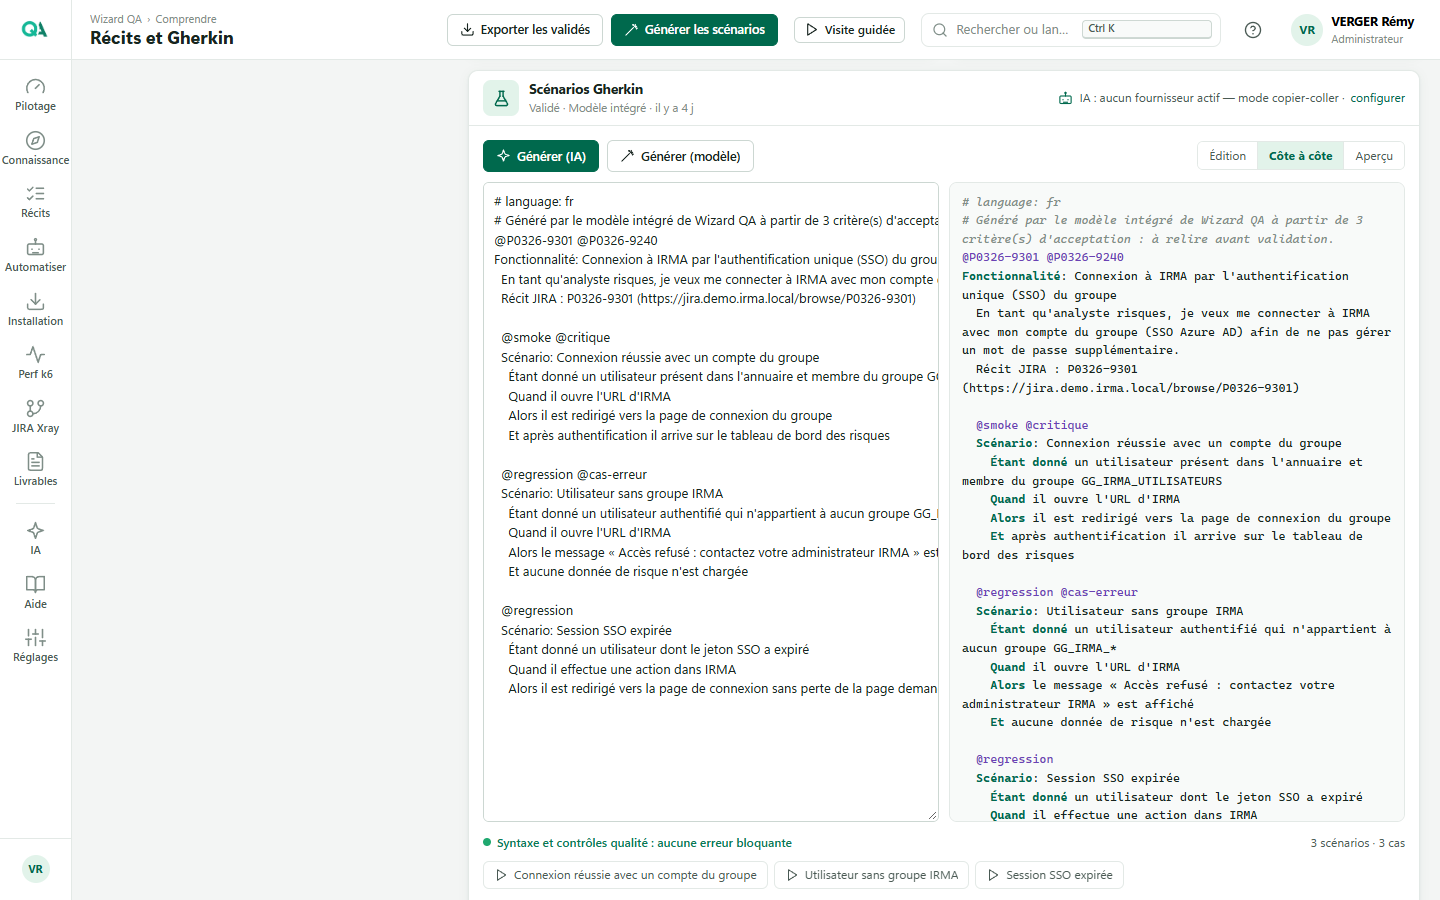 QA
Wizard QA › Comprendre
Récits et Gherkin
Exporter les validés
Générer les scénarios
Visite guidée
Rechercher ou lan...
Ctrl K
VR
VERGER Rémy
Administrateur
Pilotage
Connaissance
Récits
Automatiser
Installation
Perf k6
JIRA Xray
Livrables
IA
Aide
Réglages
VR
Scénarios Gherkin
Validé · Modèle intégré · il y a 4 j
IA : aucun fournisseur actif — mode copier-coller · configurer
Générer (IA)
Générer (modèle)
Édition
Côte à côte
Aperçu
# language: fr
# Généré par le modèle intégré de Wizard QA à partir de 3 critère(s) d'accepta
@P0326-9301 @P0326-9240
Fonctionnalité: Connexion à IRMA par l'authentification unique (SSO) du grou
En tant qu'analyste risques, je veux me connecter à IRMA avec mon compte
Récit JIRA : P0326-9301 (https://jira.demo.irma.local/browse/P0326-9301)
@smoke @critique
Scénario: Connexion réussie avec un compte du groupe
Étant donné un utilisateur présent dans l'annuaire et membre du groupe G
Quand il ouvre l'URL d'IRMA
Alors il est redirigé vers la page de connexion du groupe
Et après authentification il arrive sur le tableau de bord des risques
@regression @cas-erreur
Scénario: Utilisateur sans groupe IRMA
Étant donné un utilisateur authentifié qui n'appartient à aucun groupe GG_
Quand il ouvre l'URL d'IRMA
Alors le message « Accès refusé : contactez votre administrateur IRMA » est
Et aucune donnée de risque n'est chargée
@regression
Scénario: Session SSO expirée
Étant donné un utilisateur dont le jeton SSO a expiré
Quand il effectue une action dans IRMA
Alors il est redirigé vers la page de connexion sans perte de la page deman
# language: fr
# Généré par le modèle intégré de Wizard QA à partir de 3
critère(s) d'acceptation : à relire avant validation.
@P0326-9301 @P0326-9240
Fonctionnalité: Connexion à IRMA par l'authentification
unique (SSO) du groupe
En tant qu'analyste risques, je veux me connecter à IRMA
avec mon compte du groupe (SSO Azure AD) afin de ne pas gérer
un mot de passe supplémentaire.
Récit JIRA : P0326-9301
(https://jira.demo.irma.local/browse/P0326-9301)
@smoke @critique
Scénario: Connexion réussie avec un compte du groupe
Étant donné un utilisateur présent dans l'annuaire et
membre du groupe GG_IRMA_UTILISATEURS
Quand il ouvre l'URL d'IRMA
Alors il est redirigé vers la page de connexion du groupe
Et après authentification il arrive sur le tableau de
bord des risques
@regression @cas-erreur
Scénario: Utilisateur sans groupe IRMA
Étant donné un utilisateur authentifié qui n'appartient à
aucun groupe GG_IRMA_*
Quand il ouvre l'URL d'IRMA
Alors le message « Accès refusé : contactez votre
administrateur IRMA » est affiché
Et aucune donnée de risque n'est chargée
@regression
Scénario: Session SSO expirée
Étant donné un utilisateur dont le jeton SSO a expiré
Quand il effectue une action dans IRMA
Syntaxe et contrôles qualité : aucune erreur bloquante
3 scénarios · 3 cas
Connexion réussie avec un compte du groupe
Utilisateur sans groupe IRMA
Session SSO expirée